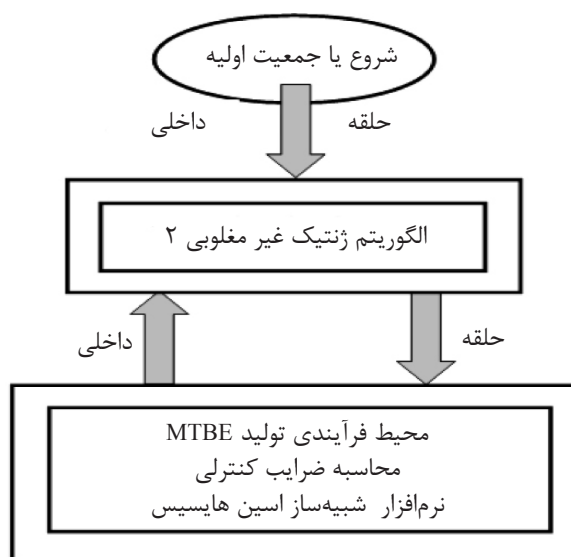 شروع یا جمعیت اولیه
حلقه داخلی
الگوریتم ژنتیک غیر مغلوبی ۲
حلقه داخلی
محیط فرآیندی تولید MTBE
محاسبه ضرایب کنترلی
نرم‌افزار شبیه‌ساز اسپن هایسیس